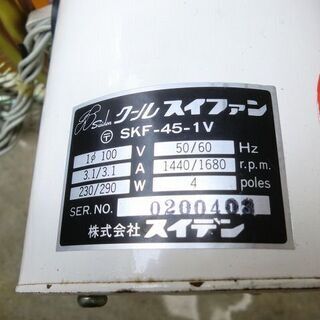 Suiden クール スイファン
〒 SKF-45-1V
1φ 100 V 50/60 Hz
3.1/3.1 A 1440/1680 r.p.m.
230/290 W 4 poles
SER. NO. 0200403
株式会社 スイデン